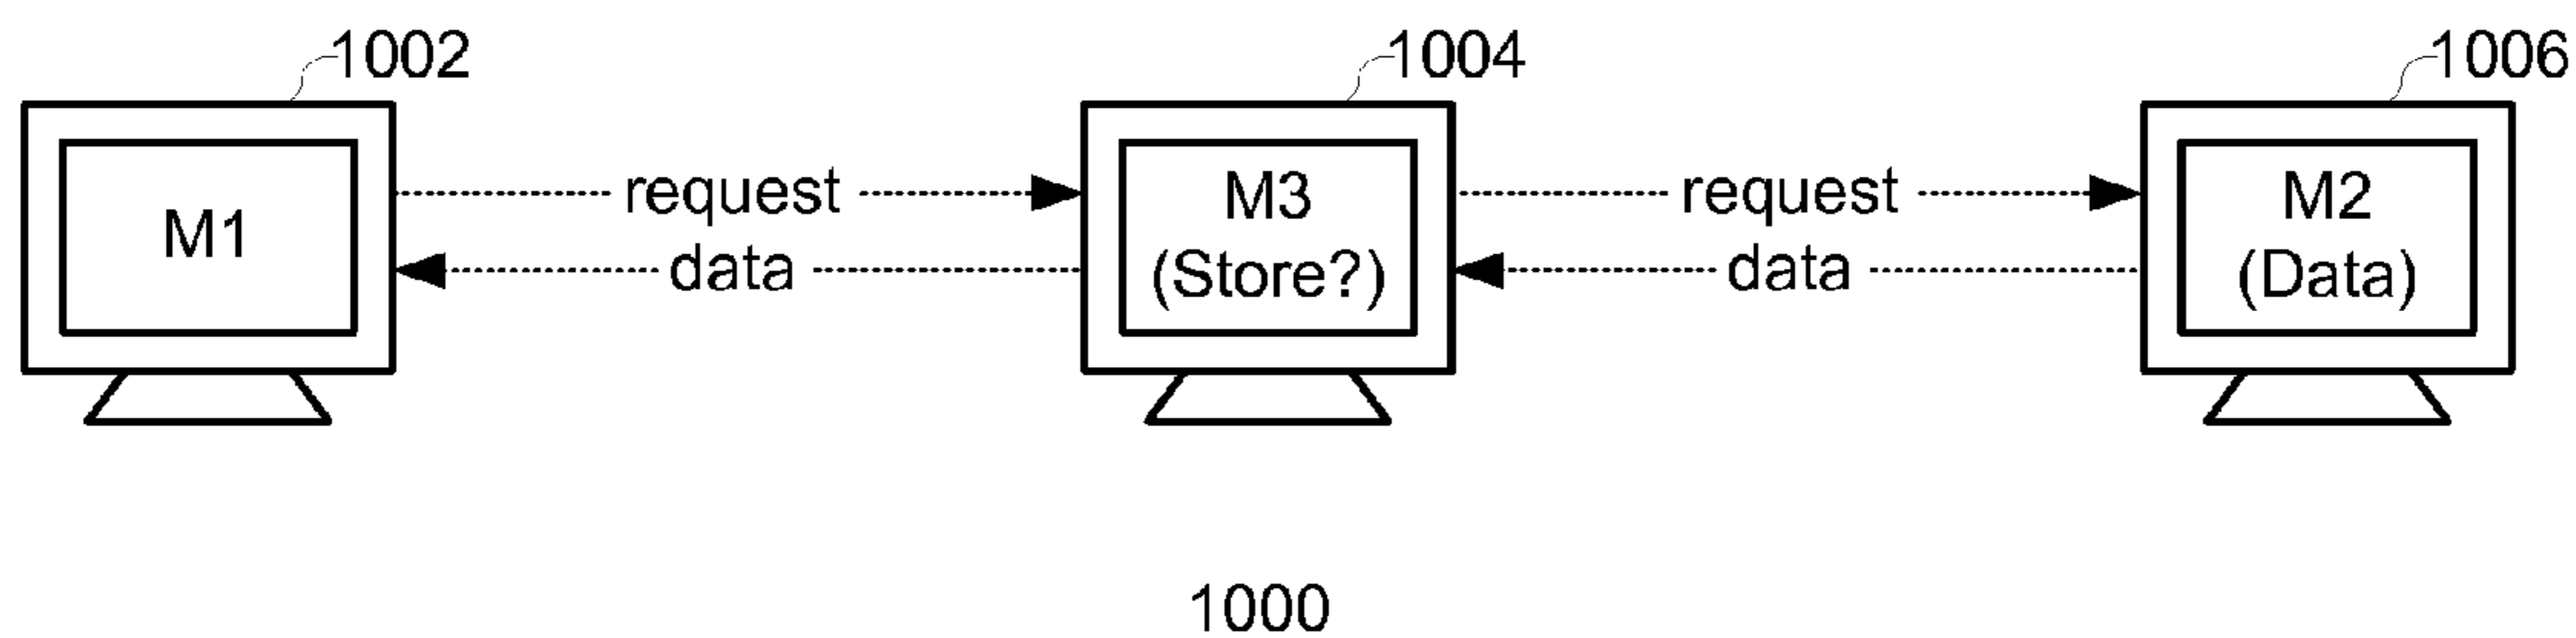 1002
1004
1006
M1
request
data
M3
(Store?)
request
data
M2
(Data)
1000